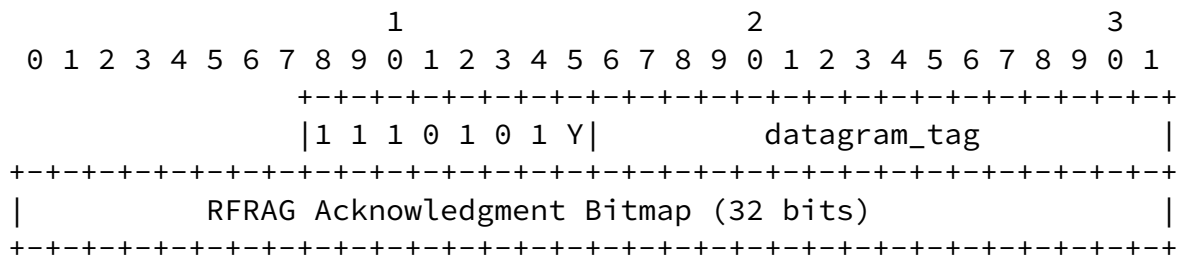 1                   2                   3
 0 1 2 3 4 5 6 7 8 9 0 1 2 3 4 5 6 7 8 9 0 1 2 3 4 5 6 7 8 9 0 1
                +-+-+-+-+-+-+-+-+-+-+-+-+-+-+-+-+-+-+-+-+-+-+-+-+
                |1 1 1 0 1 0 1 Y|         datagram_tag          |
+-+-+-+-+-+-+-+-+-+-+-+-+-+-+-+-+-+-+-+-+-+-+-+-+-+-+-+-+-+-+-+-+
|          RFRAG Acknowledgment Bitmap (32 bits)                |
+-+-+-+-+-+-+-+-+-+-+-+-+-+-+-+-+-+-+-+-+-+-+-+-+-+-+-+-+-+-+-+-+